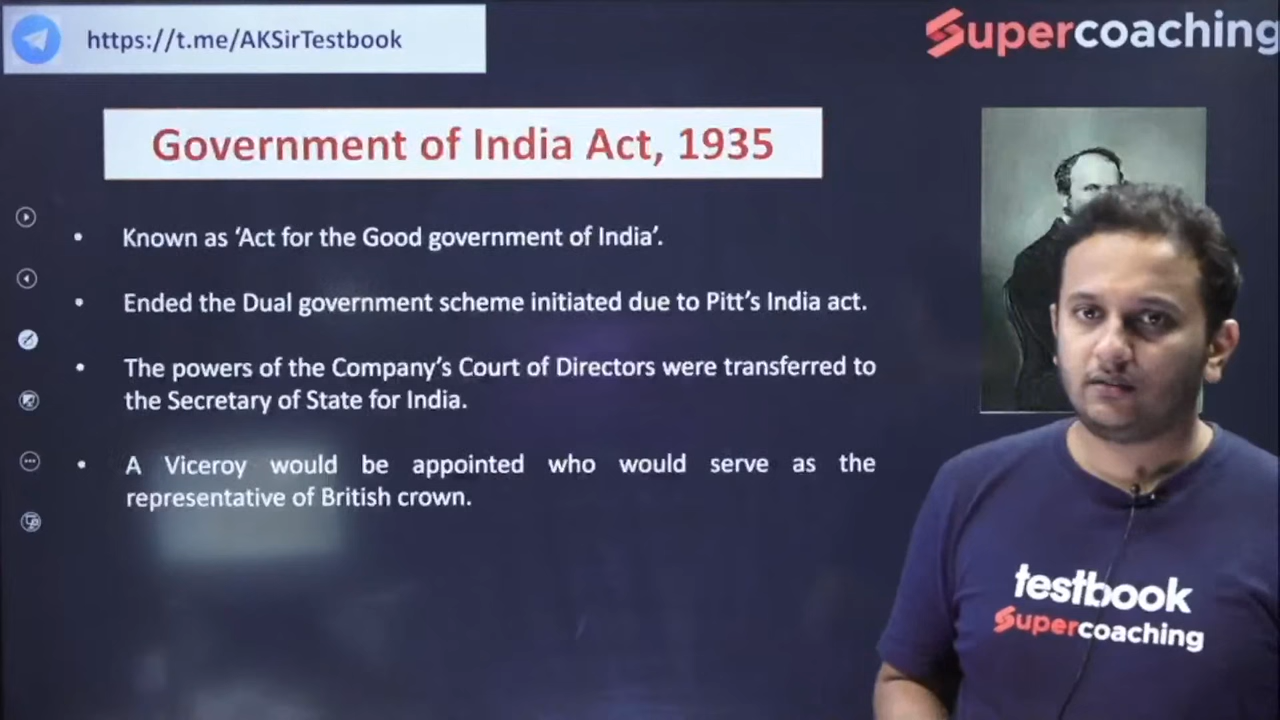 https://t.me/AKSirTestbook
Supercoaching
Government of India Act, 1935
• Known as ‘Act for the Good government of India’.
• Ended the Dual government scheme initiated due to Pitt’s India act.
• The powers of the Company’s Court of Directors were transferred to
the Secretary of State for India.
• A Viceroy would be appointed who would serve as the
representative of British crown.
testbook
Supercoaching